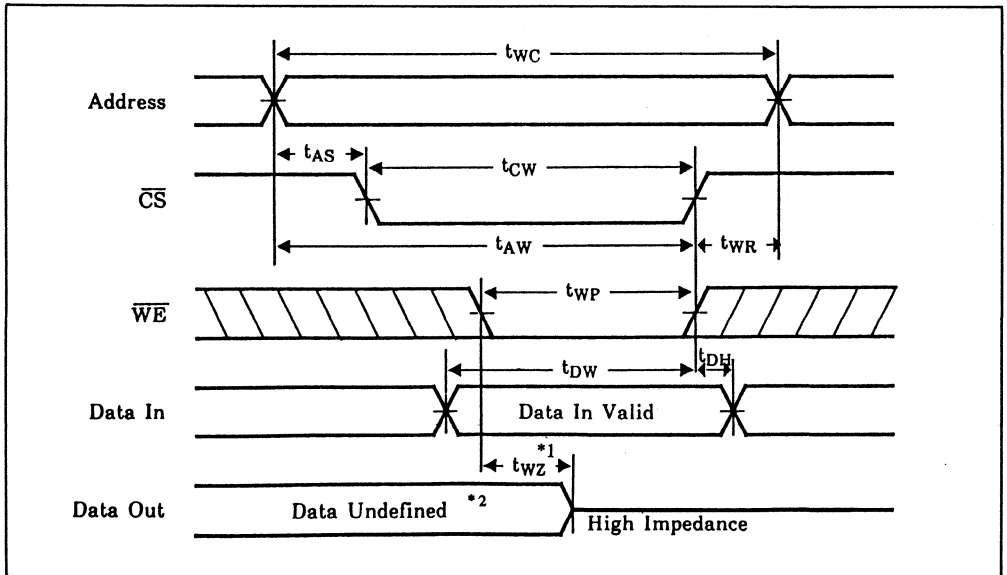 tWC
Address
tAS
tCW
CS
tAW
tWR
WE
tWP
tDW
tDH
Data In
Data In Valid
tWZ *1
Data Out
Data Undefined *2
High Impedance